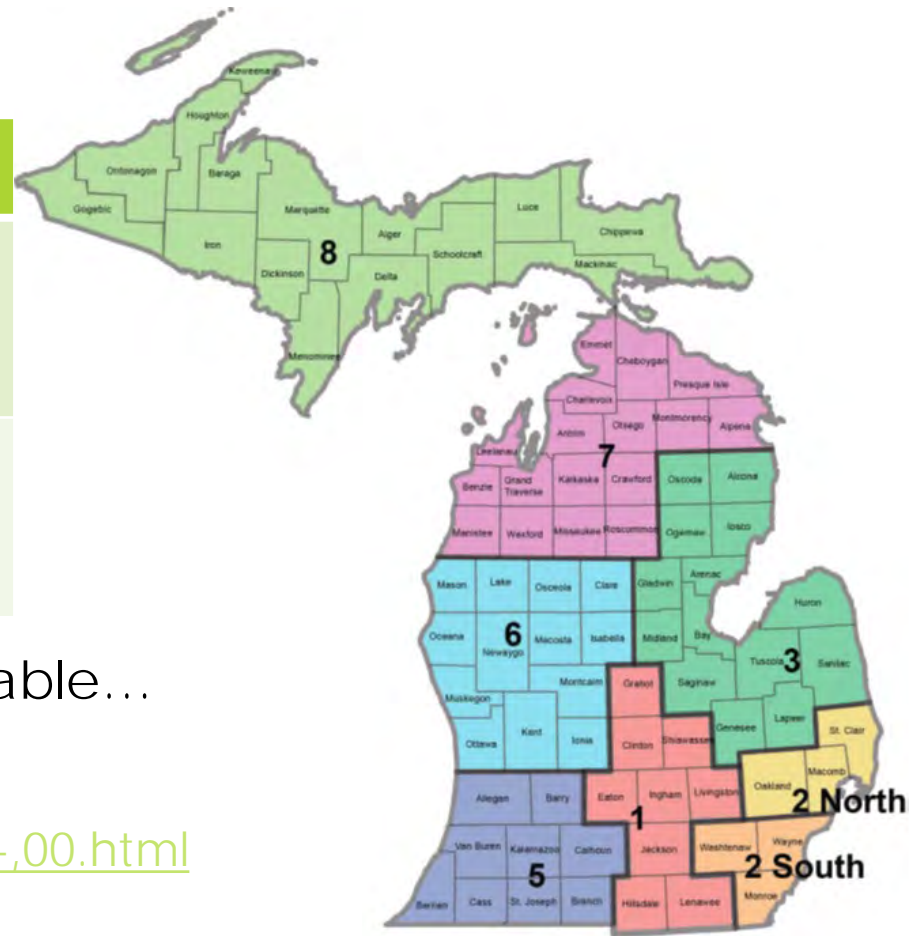 Keweenaw
Houghton
Ontonagon
Baraga
Gogebic
Marquette
Luce
Alger
Chippewa
Iron
8
Schoolcraft
Mackinac
Dickinson
Delta
Menominee
Emmet
Cheboygan
Presque Isle
Charlevoix
Antrim
Otsego
Montmorency
Alpena
Leelanau
7
Benzie
Grand
Traverse
Kalkaska
Crawford
Oscoda
Alcona
Manistee
Wexford
Missaukee
Roscommon
Ogemaw
Iosco
Mason
Lake
Osceola
Clare
Gladwin
Arenac
Huron
Oceana
6
Newaygo
Mecosta
Isabella
Midland
Bay
Tuscola
3
Sanilac
able…
Montcalm
Gratiot
Saginaw
Muskegon
Genesee
Lapeer
St. Clair
Ottawa
Kent
Ionia
Clinton
Shiawassee
Macomb
Oakland
2 North
Allegan
Barry
Eaton
Ingham
Livingston
1
-,00.html
Van Buren
Kalamazoo
Calhoun
Jackson
Washtenaw
Wayne
2 South
5
Berrien
Cass
St. Joseph
Branch
Hillsdale
Lenawee
Monroe